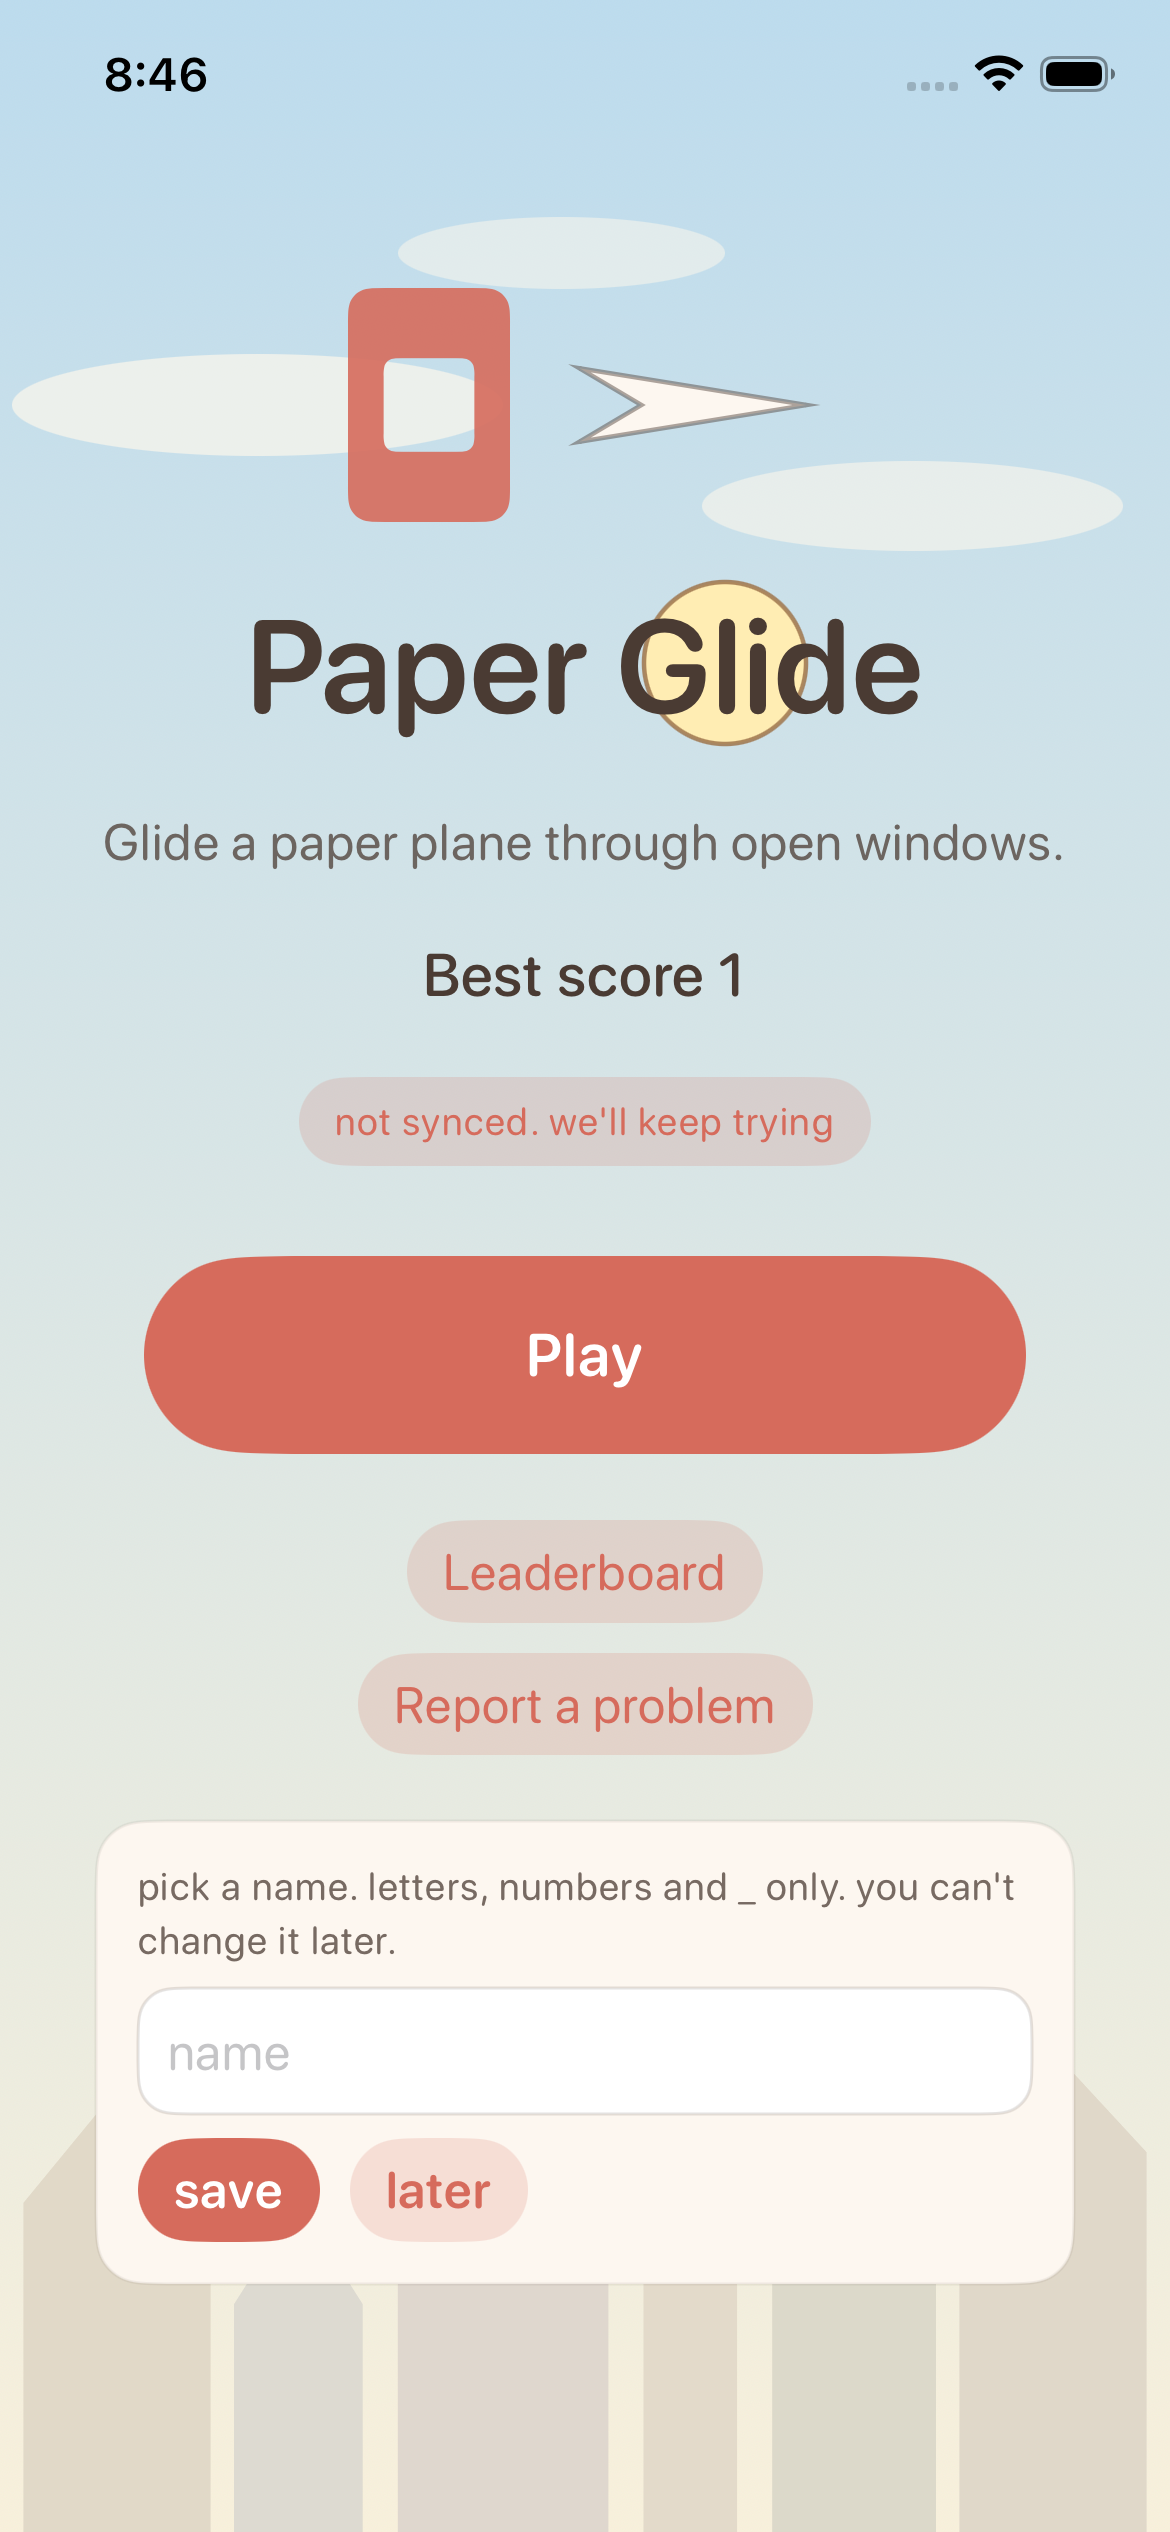 8:46
Paper Glide
Glide a paper plane through open windows.
Best score 1
not synced. we'll keep trying
Play
Leaderboard
Report a problem
pick a name. letters, numbers and _ only. you can't
change it later.
name
save later